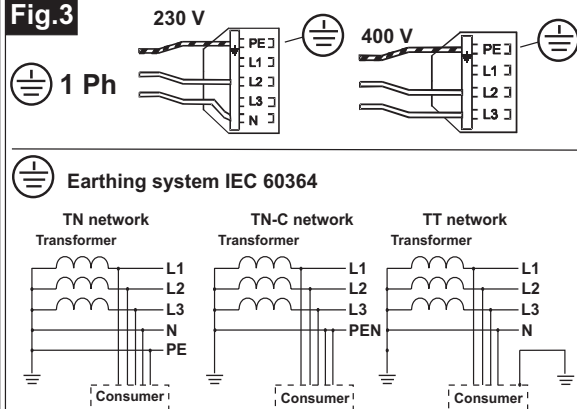 Fig.3
230 V
PE
L1
L2
L3
N
400 V
PE
L1
L2
L3
1 Ph
Earthing system IEC 60364
TN network
Transformer
L1
L2
L3
N
PE
Consumer
TN-C network
Transformer
L1
L2
L3
PEN
Consumer
TT network
Transformer
L1
L2
L3
N
Consumer